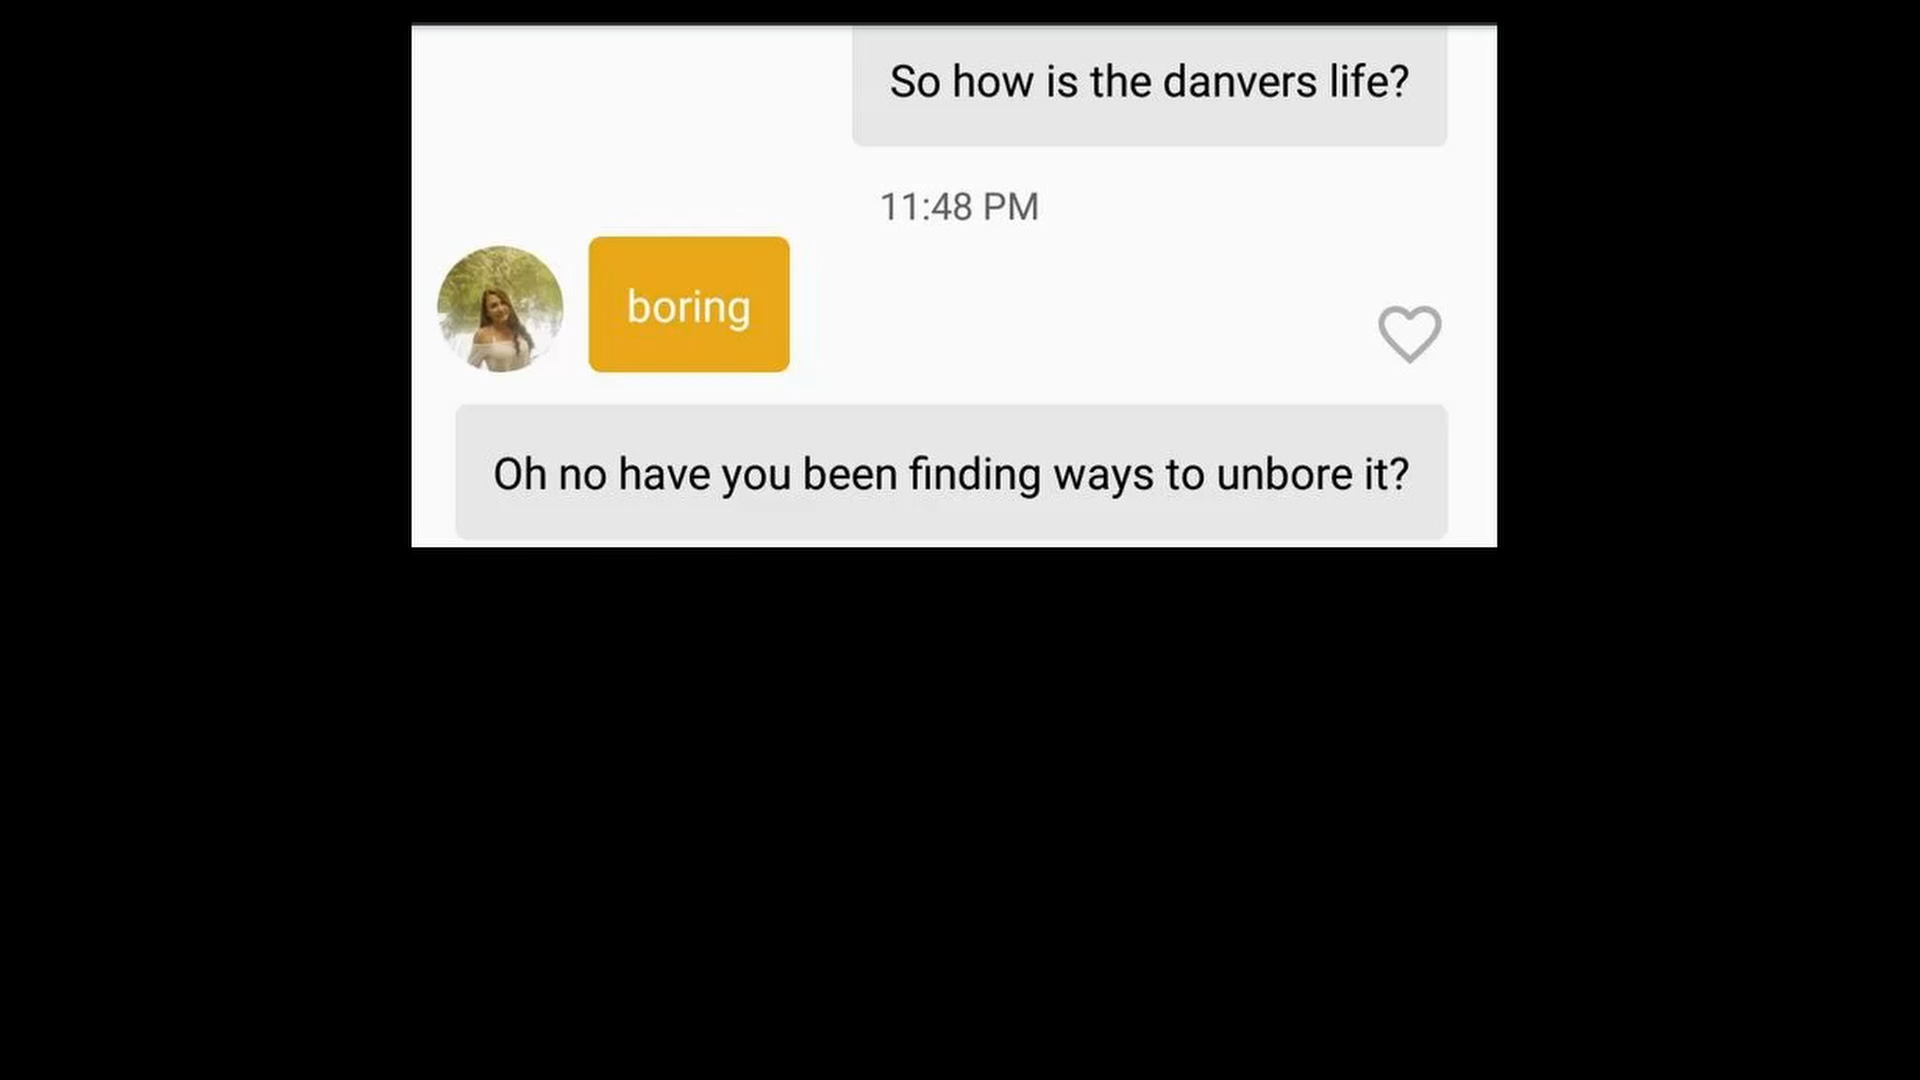 So how is the danvers life?
11:48 PM
boring
Oh no have you been finding ways to unbore it?